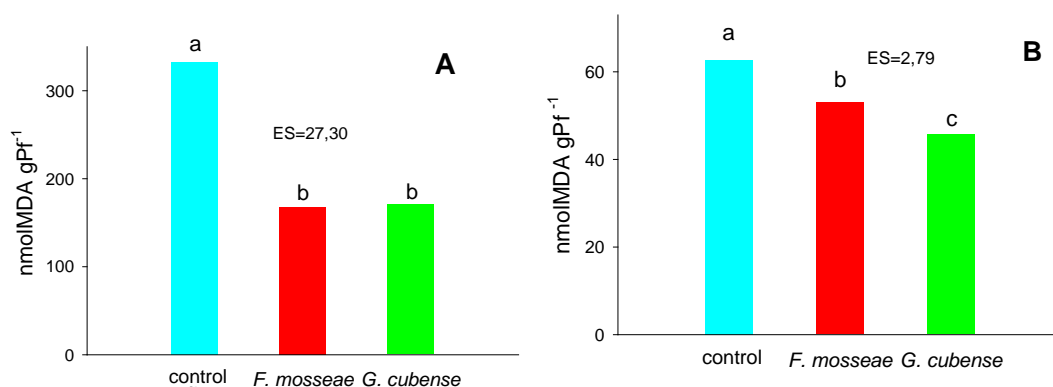 a
A
nmolMDA gPf-1
300
ES=27,30
200
b
b
100
0
control
F. mosseae
G. cubense
a
B
ES=2,79
nmolMDA gPf -1
60
b
c
40
20
0
control
F. mosseae
G. cubense